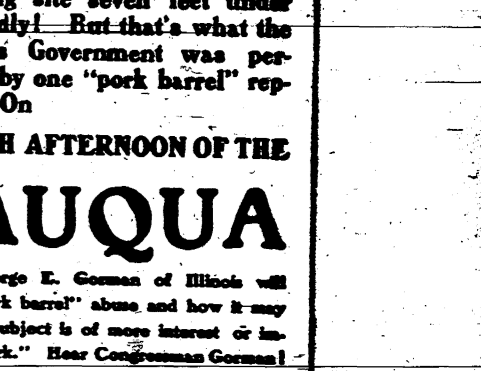 site seven feet under
dly! But that's what the
s Government was per-
by one "pork barrel" rep-
On
H AFTERNOON OF THE
AUQUA
rge E. Gorman of Illinois will
k barrel" abuse and how it may
ubject is of more interest or im-
k." Hear Congressman Gorman!